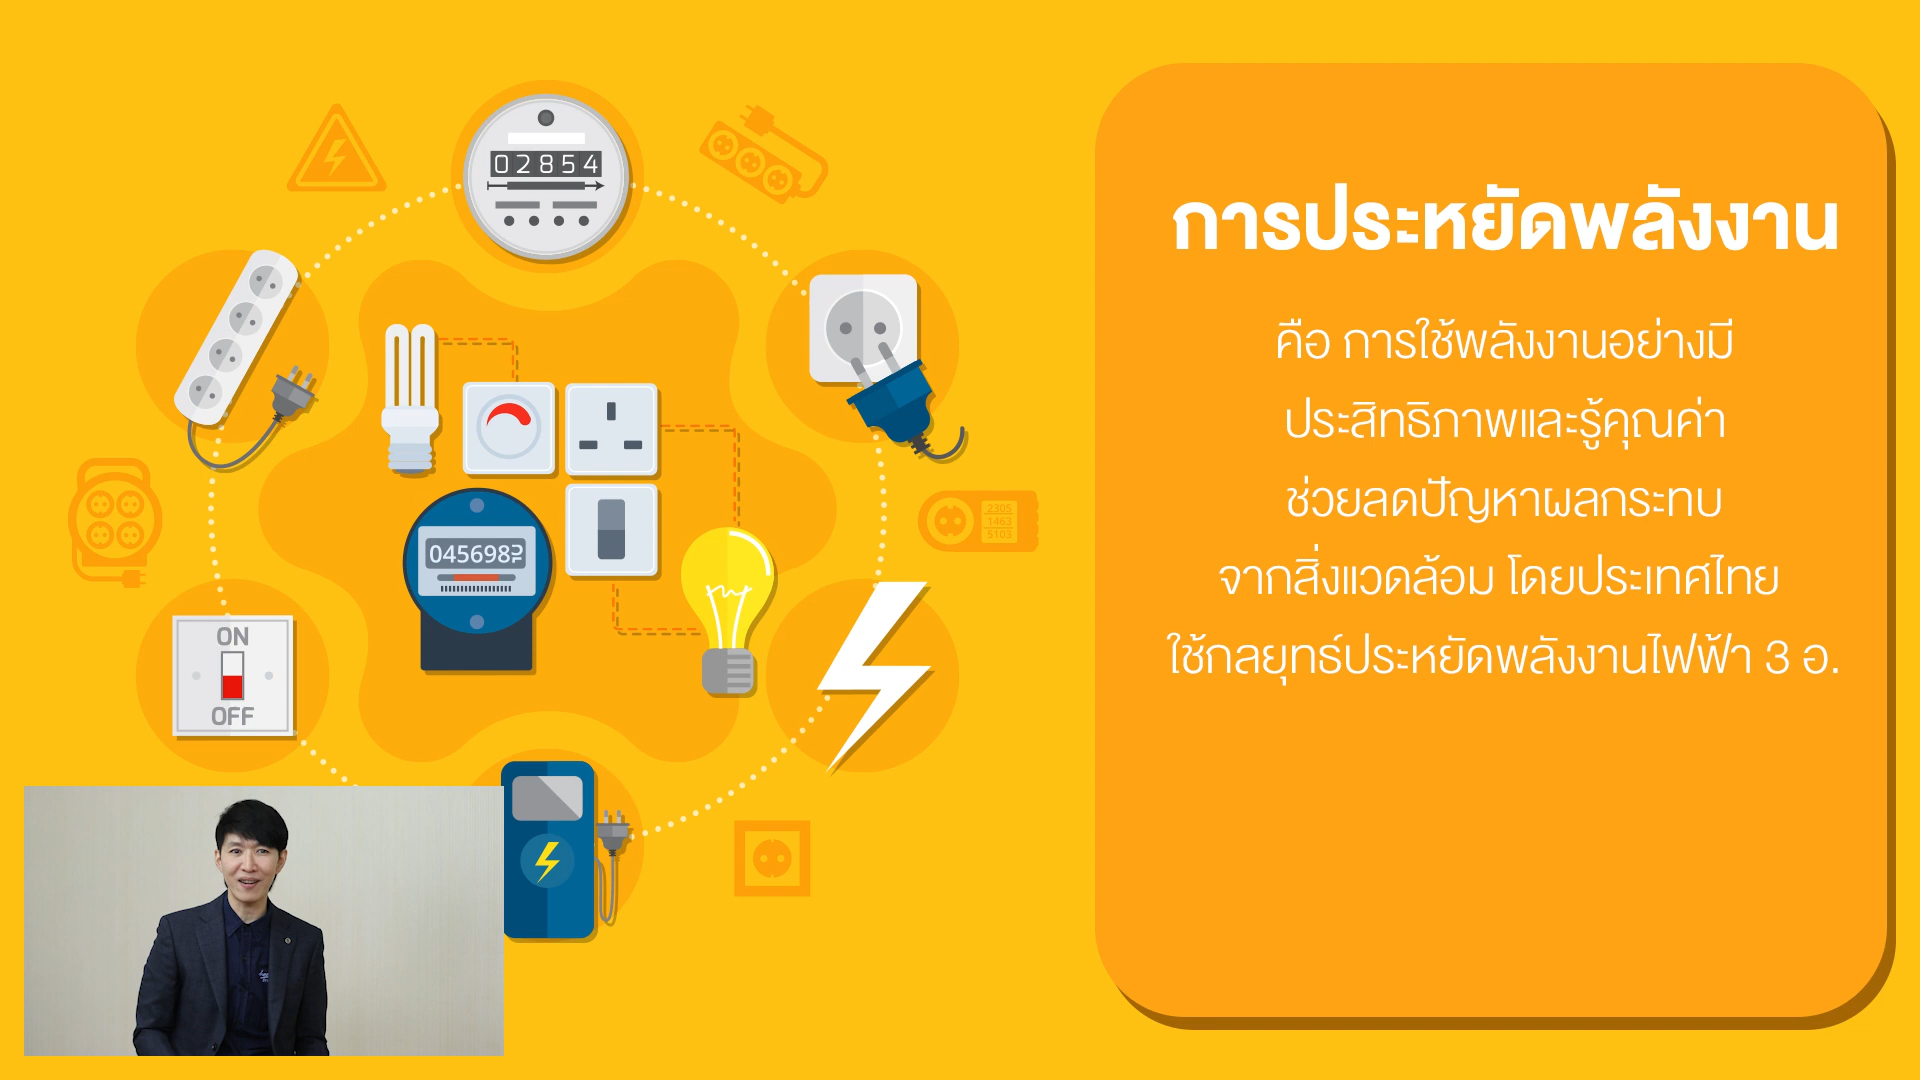 02854
การประหยัดพลังงาน
คือ การใช้พลังงานอย่างมี
ประสิทธิภาพและรู้คุณค่า
ช่วยลดปัญหาผลกระทบ
จากสิ่งแวดล้อม โดยประเทศไทย
ใช้กลยุทธ์ประหยัดพลังงานไฟฟ้า 3 อ.
2305
1463
5103
045698
ON
OFF